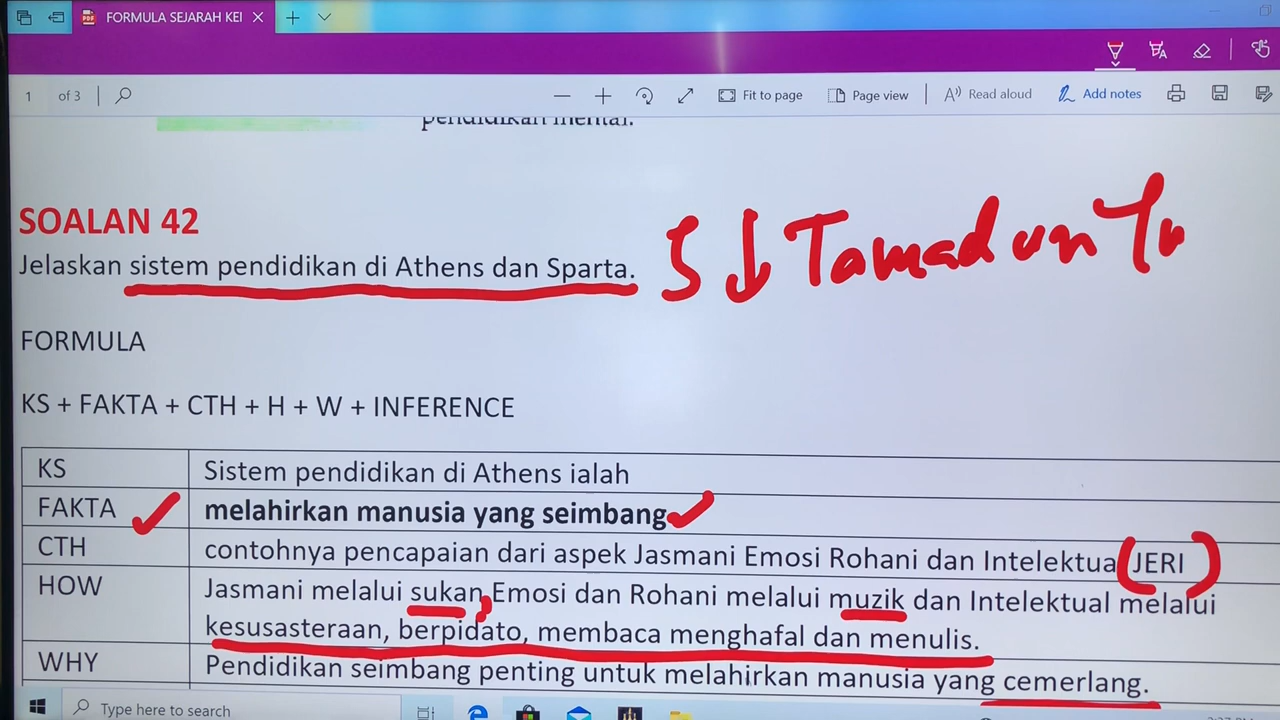 FORMULA SEJARAH KEI
1 of 3 Fit to page Page view Read aloud Add notes
pendidikan mental.
SOALAN 42
Jelaskan sistem pendidikan di Athens dan Sparta.
Tamadun Yu
FORMULA
KS + FAKTA + CTH + H + W + INFERENCE
KS Sistem pendidikan di Athens ialah
FAKTA melahirkan manusia yang seimbang
CTH contohnya pencapaian dari aspek Jasmani Emosi Rohani dan Intelektua (JERI)
HOW Jasmani melalui sukan, Emosi dan Rohani melalui muzik dan Intelektual melalui
kesusasteraan, berpidato, membaca menghafal dan menulis.
WHY Pendidikan seimbang penting untuk melahirkan manusia yang cemerlang.
Type here to search